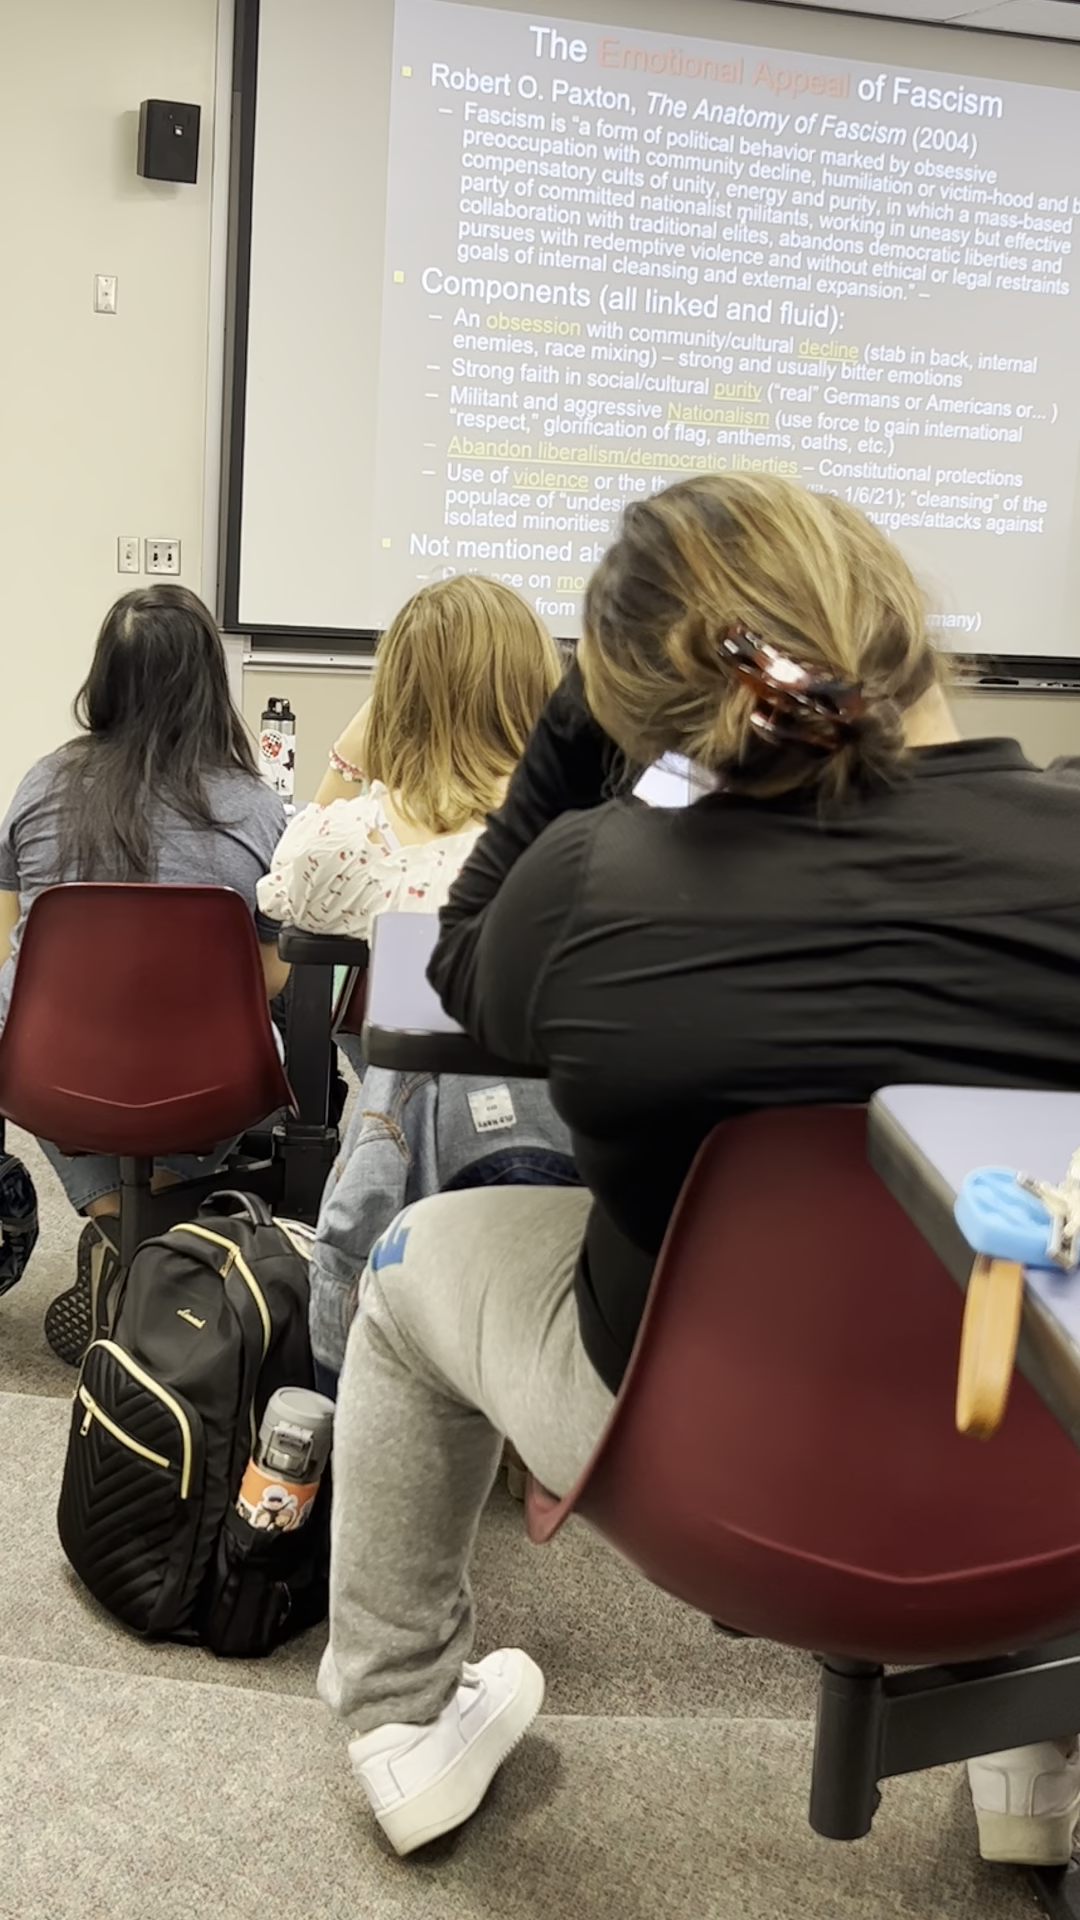 The Emotional Appeal of Fascism
Robert O. Paxton, The Anatomy of Fascism (2004)
– Fascism is “a form of political behavior marked by obsessive
preoccupation with community decline, humiliation or victim-hood and b
compensatory cults of unity, energy and purity, in which a mass-based
party of committed nationalist militants, working in uneasy but effective
collaboration with traditional elites, abandons democratic liberties and
pursues with redemptive violence and without ethical or legal restraints
goals of internal cleansing and external expansion.” –
Components (all linked and fluid):
– An obsession with community/cultural decline (stab in back, internal
enemies, race mixing) – strong and usually bitter emotions
– Strong faith in social/cultural purity (“real” Germans or Americans or... )
– Militant and aggressive Nationalism (use force to gain international
“respect,” glorification of flag, anthems, oaths, etc.)
– Abandon liberalism/democratic liberties – Constitutional protections
– Use of violence or the th 1/6/21); “cleansing” of the
populace of “undesi purges/attacks against
isolated minorities;
Not mentioned ab
– Reliance on mo
from many)